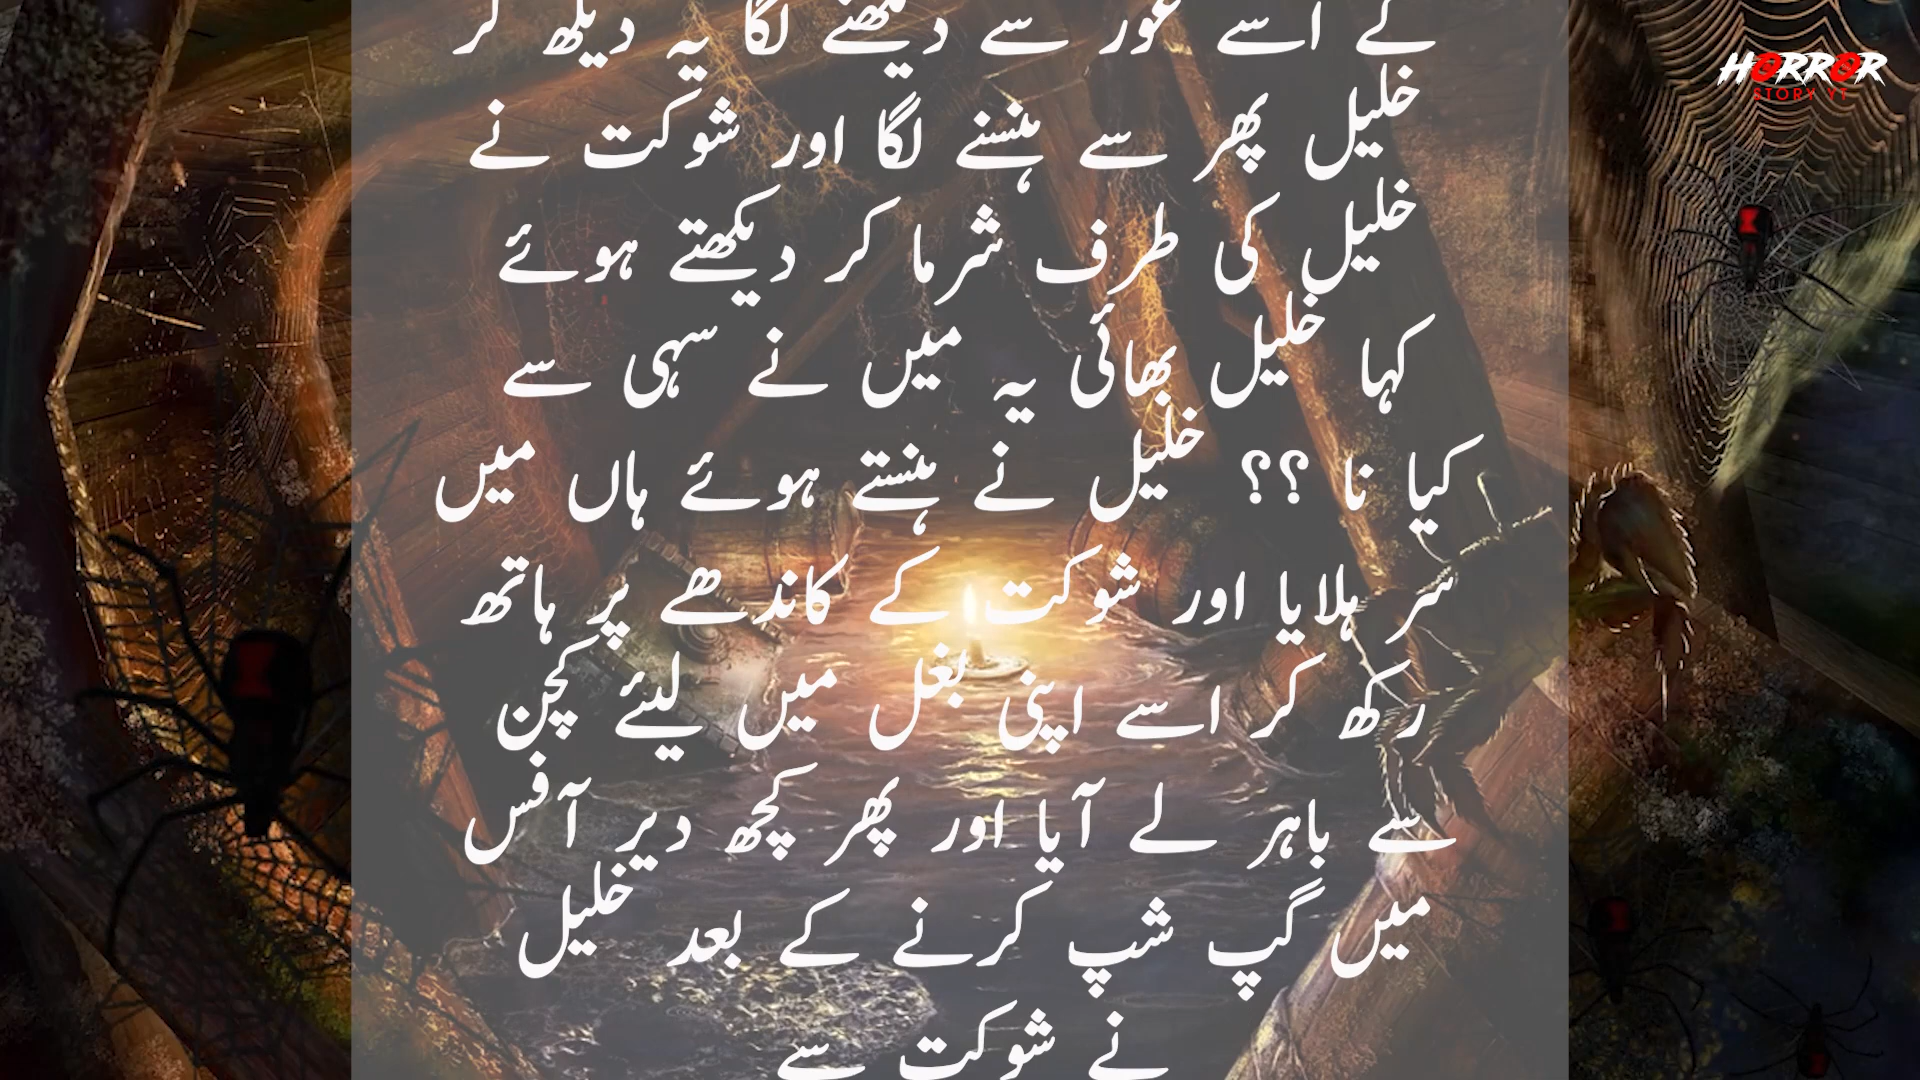 کے اسے غور سے دیکھنے لگا یہ دیکھ کر
خلیل پھر سے ہنسنے لگا اور شوکت نے
خلیل کی طرف شرما کر دیکھتے ہوئے
کہا خلیل بھائی یہ میں نے سہی سے
کیا نا ؟؟ خلیل نے ہنستے ہوئے ہاں میں
سر ہلایا اور شوکت کے کاندھے پر ہاتھ
رکھ کر اسے اپنی بغل میں لیئے کچن
سے باہر لے آیا اور پھر کچھ دیر آفس
میں گپ شپ کرنے کے بعد خلیل
نے شوکت سے
HORROR
STORY YT